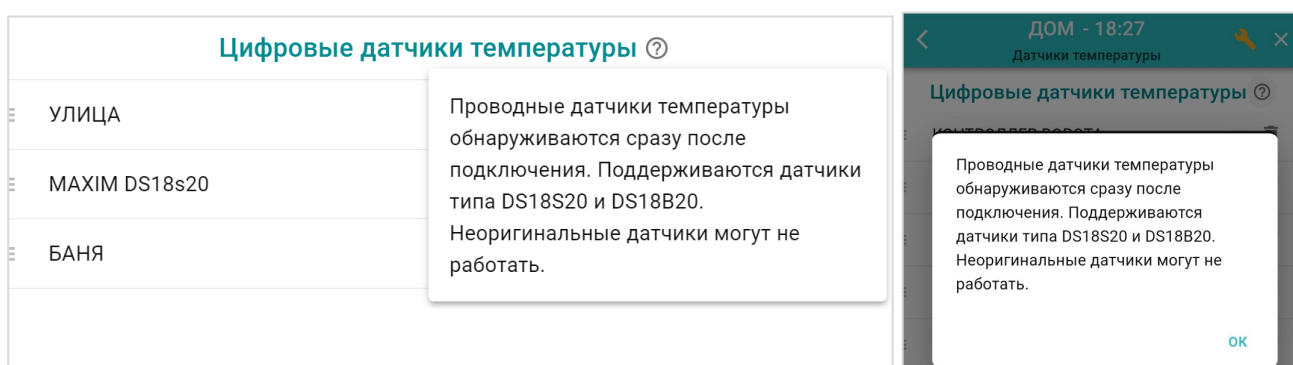 Цифровые датчики температуры ?
УЛИЦА
MAXIM DS18s20
БАНЯ
Проводные датчики температуры
обнаруживаются сразу после
подключения. Поддерживаются датчики
типа DS18S20 и DS18B20.
Неоригинальные датчики могут не
работать.
ДОМ - 18:27
Датчики температуры
Цифровые датчики температуры ?
Проводные датчики температуры
обнаруживаются сразу после
подключения. Поддерживаются
датчики типа DS18S20 и DS18B20.
Неоригинальные датчики могут не
работать.
ОК